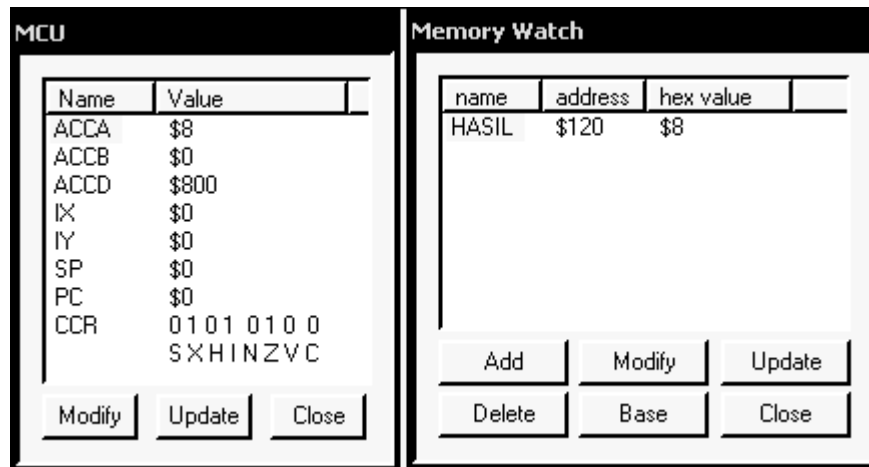 MCU
Name Value
ACCA $8
ACCB $0
ACCD $800
IX $0
IY $0
SP $0
PC $0
CCR 0 1 0 1 0 1 0 0
S X H I N Z V C
Modify Update Close
Memory Watch
name address hex value
HASIL $120 $8
Add Modify Update
Delete Base Close